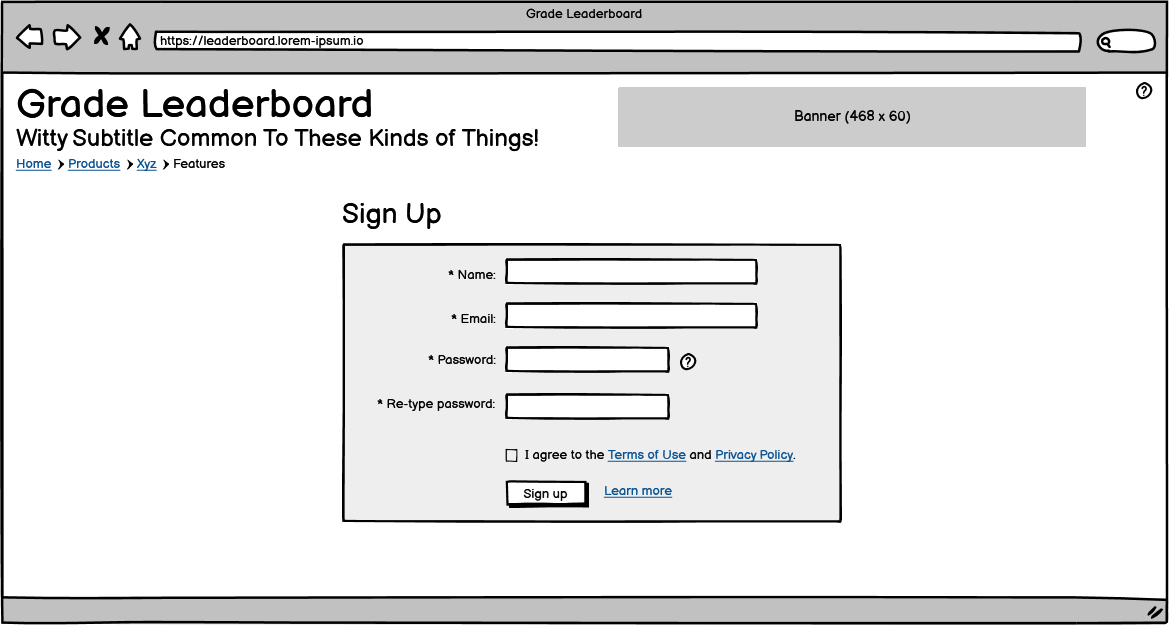 Grade Leaderboard
https://leaderboard.lorem-ipsum.io
Grade Leaderboard
Witty Subtitle Common To These Kinds of Things!
Banner (468 x 60)
?
Home Products Xyz Features
Sign Up
* Name:
* Email:
* Password: ?
* Re-type password:
I agree to the Terms of Use and Privacy Policy.
Sign up Learn more